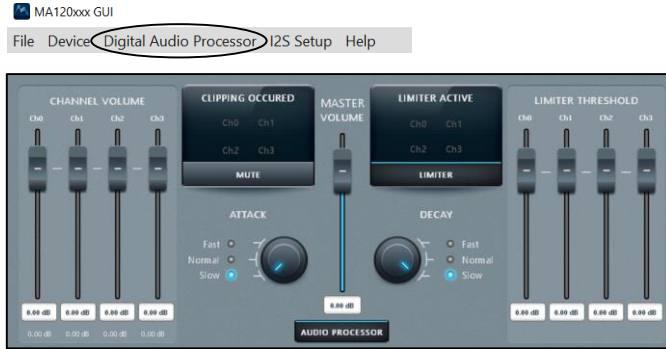 MA120xxx GUI
File Device Digital Audio Processor I2S Setup Help
CHANNEL VOLUME
Ch0 Ch1 Ch2 Ch3
0.00 dB 0.00 dB 0.00 dB 0.00 dB
0.00 dB 0.00 dB 0.00 dB 0.00 dB
CLIPPING OCCURED
Ch0 Ch1
Ch2 Ch3
MUTE
ATTACK
Fast
Normal
Slow
MASTER
VOLUME
0.00 dB
AUDIO PROCESSOR
LIMITER ACTIVE
Ch0 Ch1
Ch2 Ch3
LIMITER
DECAY
Fast
Normal
Slow
LIMITER THRESHOLD
Ch0 Ch1 Ch2 Ch3
0.00 dB 0.00 dB 0.00 dB 0.00 dB